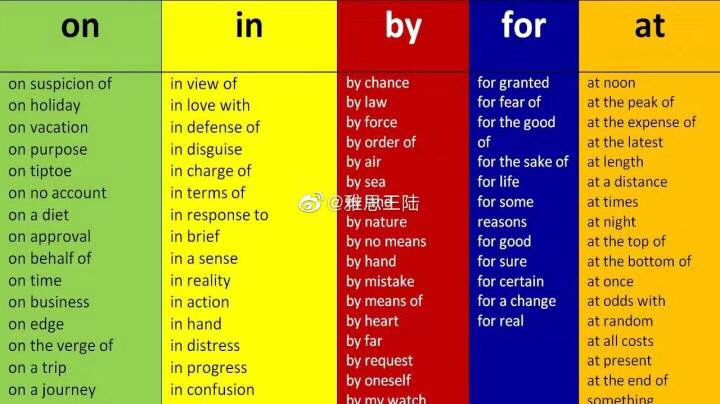 on
on suspicion of
on holiday
on vacation
on purpose
on tiptoe
on no account
on a diet
on approval
on behalf of
on time
on business
on edge
on the verge of
on a trip
on a journey
in
in view of
in love with
in defense of
in disguise
in charge of
in terms of
in response to
in brief
in a sense
in reality
in action
in hand
in distress
in progress
in confusion
by
by chance
by law
by force
by order of
by air
by sea
by nature
by no means
by hand
by mistake
by means of
by heart
by far
by request
by oneself
by my watch
for
for granted
for fear of
for the good
of
for the sake of
for life
for some
reasons
for good
for sure
for certain
for a change
for real
at
at noon
at the peak of
at the expense of
at the latest
at length
at a distance
at times
at night
at the top of
at the bottom of
at once
at odds with
at random
at all costs
at present
at the end of
something
@雅思王陆